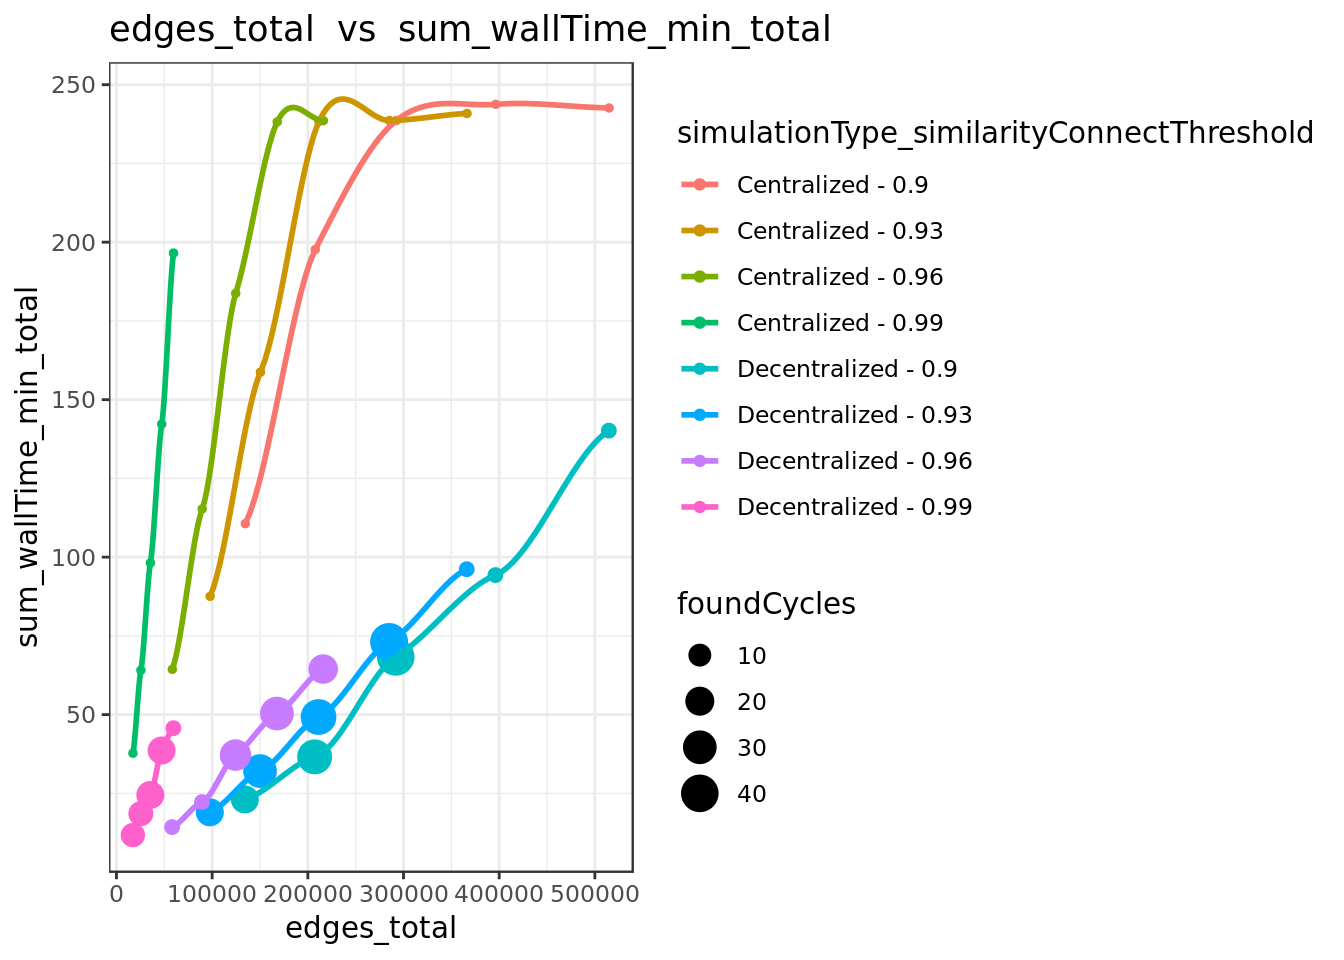 edges_total vs sum_wallTime_min_total
sum_wallTime_min_total
250
200
150
100
50
0 100000 200000 300000 400000 500000
edges_total
simulationType_similarityConnectThreshold
Centralized - 0.9
Centralized - 0.93
Centralized - 0.96
Centralized - 0.99
Decentralized - 0.9
Decentralized - 0.93
Decentralized - 0.96
Decentralized - 0.99
foundCycles
10
20
30
40